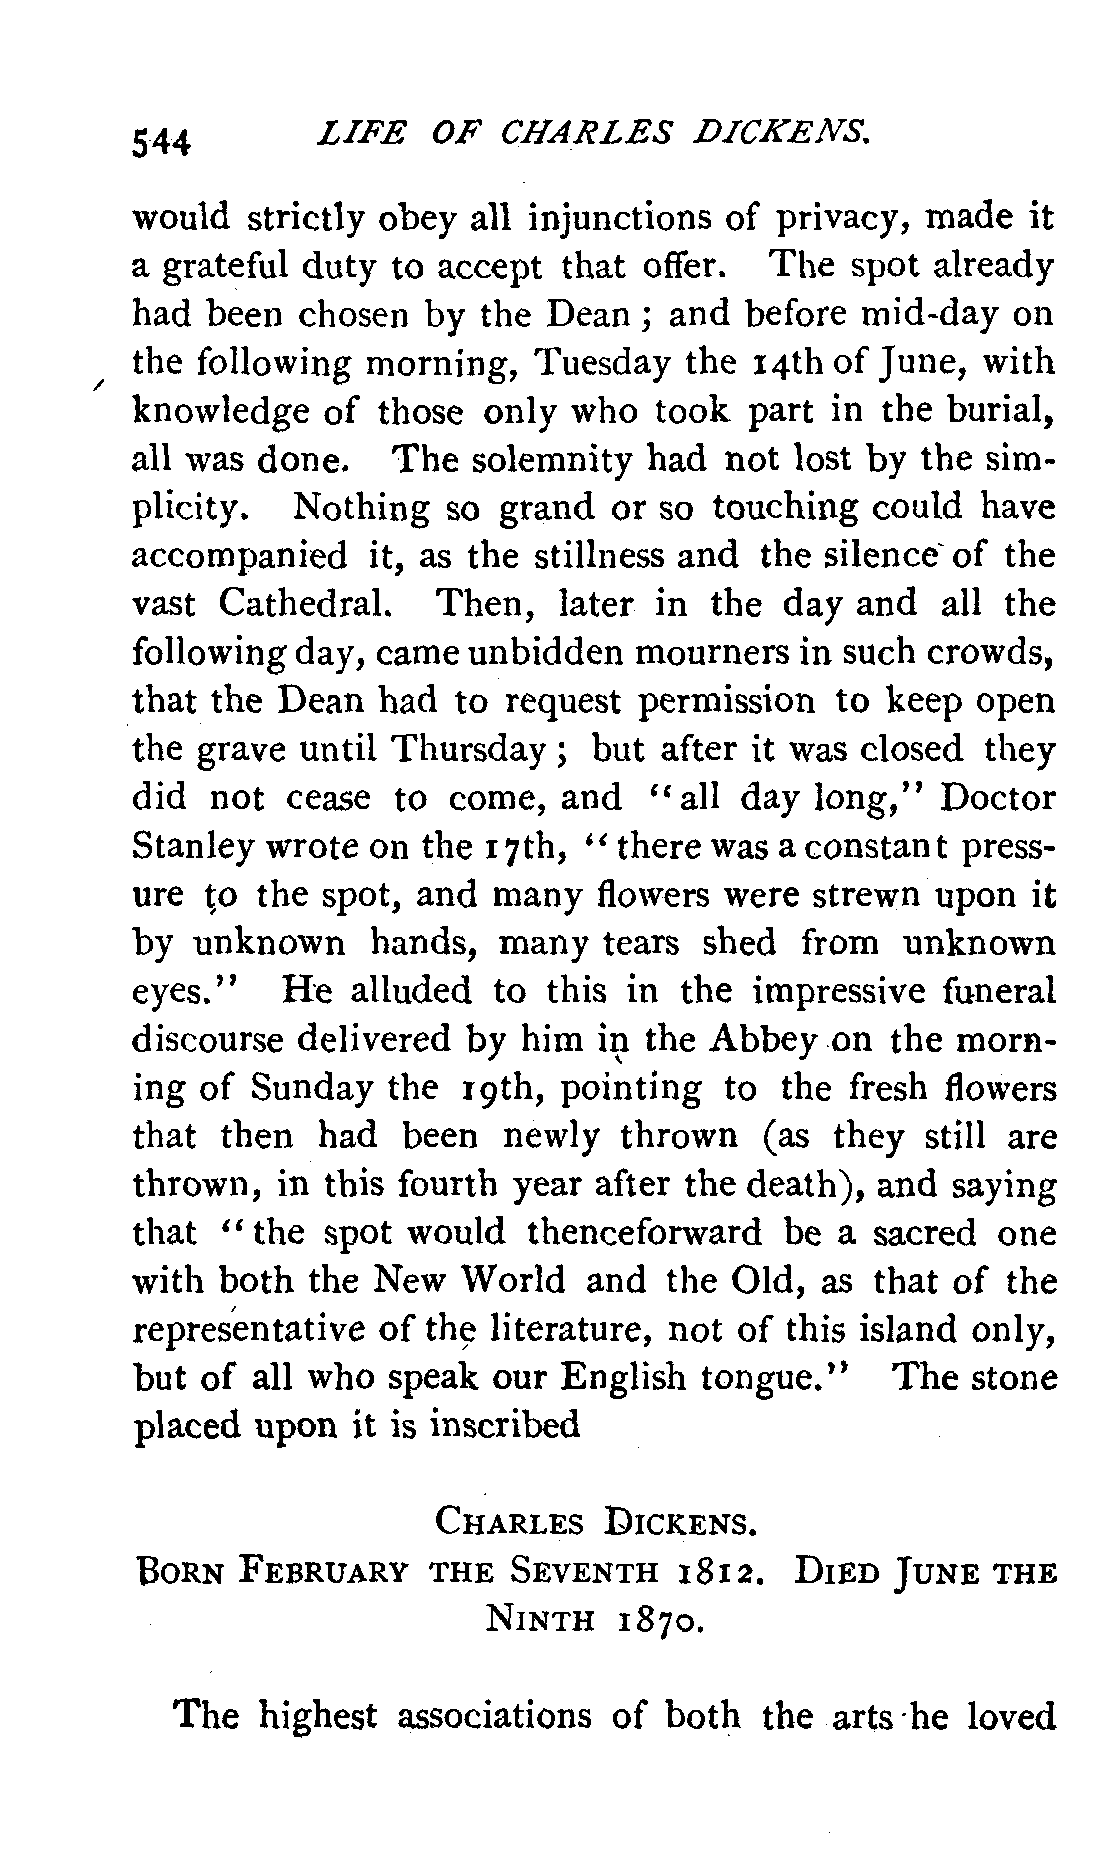 544 LIFE OF CHARLES DICKENS.
would strictly obey all injunctions of privacy, made it
a grateful duty to accept that offer. The spot already
had been chosen by the Dean ; and before mid-day on
the following morning, Tuesday the 14th of June, with
knowledge of those only who took part in the burial,
all was done. The solemnity had not lost by the sim-
plicity. Nothing so grand or so touching could have
accompanied it, as the stillness and the silence of the
vast Cathedral. Then, later in the day and all the
following day, came unbidden mourners in such crowds,
that the Dean had to request permission to keep open
the grave until Thursday ; but after it was closed they
did not cease to come, and "all day long," Doctor
Stanley wrote on the 17th, "there was a constant press-
ure to the spot, and many flowers were strewn upon it
by unknown hands, many tears shed from unknown
eyes." He alluded to this in the impressive funeral
discourse delivered by him in the Abbey on the morn-
ing of Sunday the 19th, pointing to the fresh flowers
that then had been newly thrown (as they still are
thrown, in this fourth year after the death), and saying
that "the spot would thenceforward be a sacred one
with both the New World and the Old, as that of the
representative of the literature, not of this island only,
but of all who speak our English tongue." The stone
placed upon it is inscribed
CHARLES DICKENS.
BORN FEBRUARY THE SEVENTH 1812. DIED JUNE THE
NINTH 1870.
The highest associations of both the arts he loved